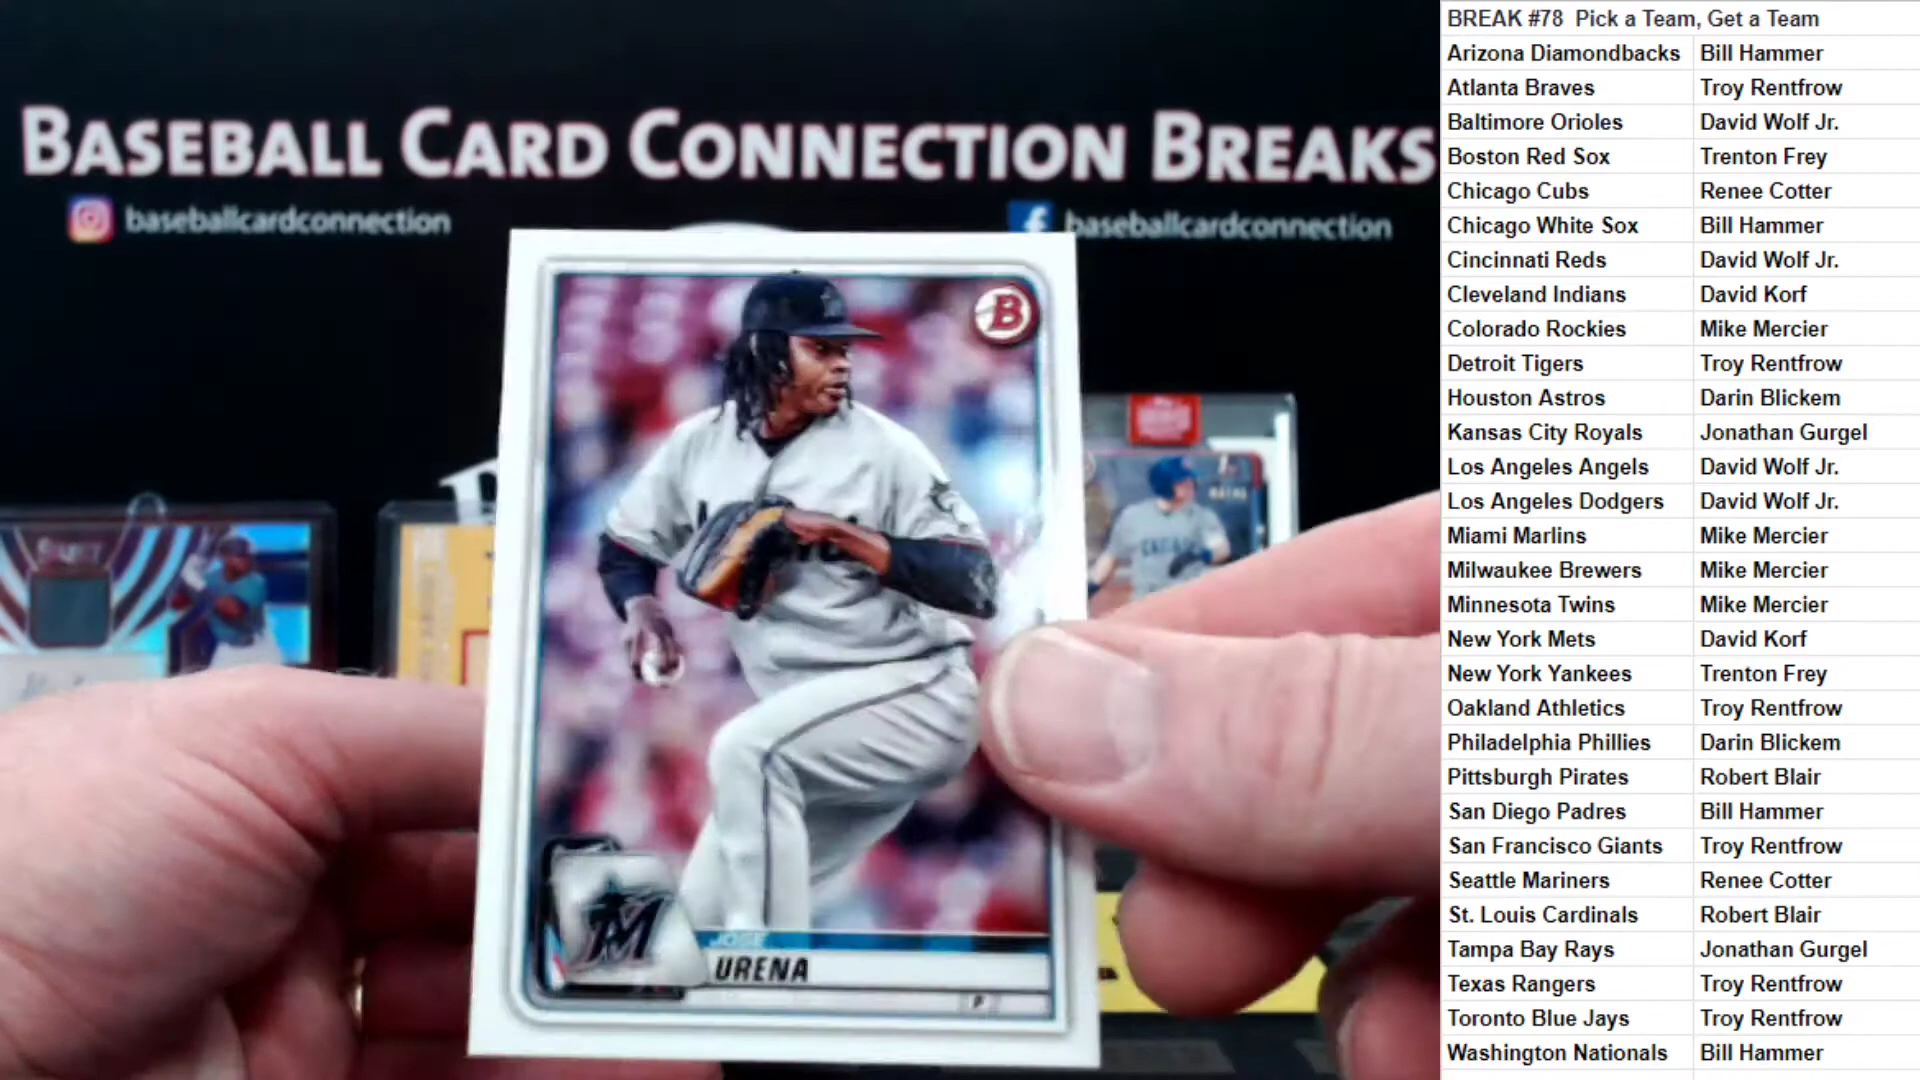 BASEBALL CARD CONNECTION BREAKS
baseballcardconnection
baseballcardconnection
B
JOSE
URENA
P
BREAK #78 Pick a Team, Get a Team
Arizona Diamondbacks Bill Hammer
Atlanta Braves Troy Rentfrow
Baltimore Orioles David Wolf Jr.
Boston Red Sox Trenton Frey
Chicago Cubs Renee Cotter
Chicago White Sox Bill Hammer
Cincinnati Reds David Wolf Jr.
Cleveland Indians David Korf
Colorado Rockies Mike Mercier
Detroit Tigers Troy Rentfrow
Houston Astros Darin Blickem
Kansas City Royals Jonathan Gurgel
Los Angeles Angels David Wolf Jr.
Los Angeles Dodgers David Wolf Jr.
Miami Marlins Mike Mercier
Milwaukee Brewers Mike Mercier
Minnesota Twins Mike Mercier
New York Mets David Korf
New York Yankees Trenton Frey
Oakland Athletics Troy Rentfrow
Philadelphia Phillies Darin Blickem
Pittsburgh Pirates Robert Blair
San Diego Padres Bill Hammer
San Francisco Giants Troy Rentfrow
Seattle Mariners Renee Cotter
St. Louis Cardinals Robert Blair
Tampa Bay Rays Jonathan Gurgel
Texas Rangers Troy Rentfrow
Toronto Blue Jays Troy Rentfrow
Washington Nationals Bill Hammer